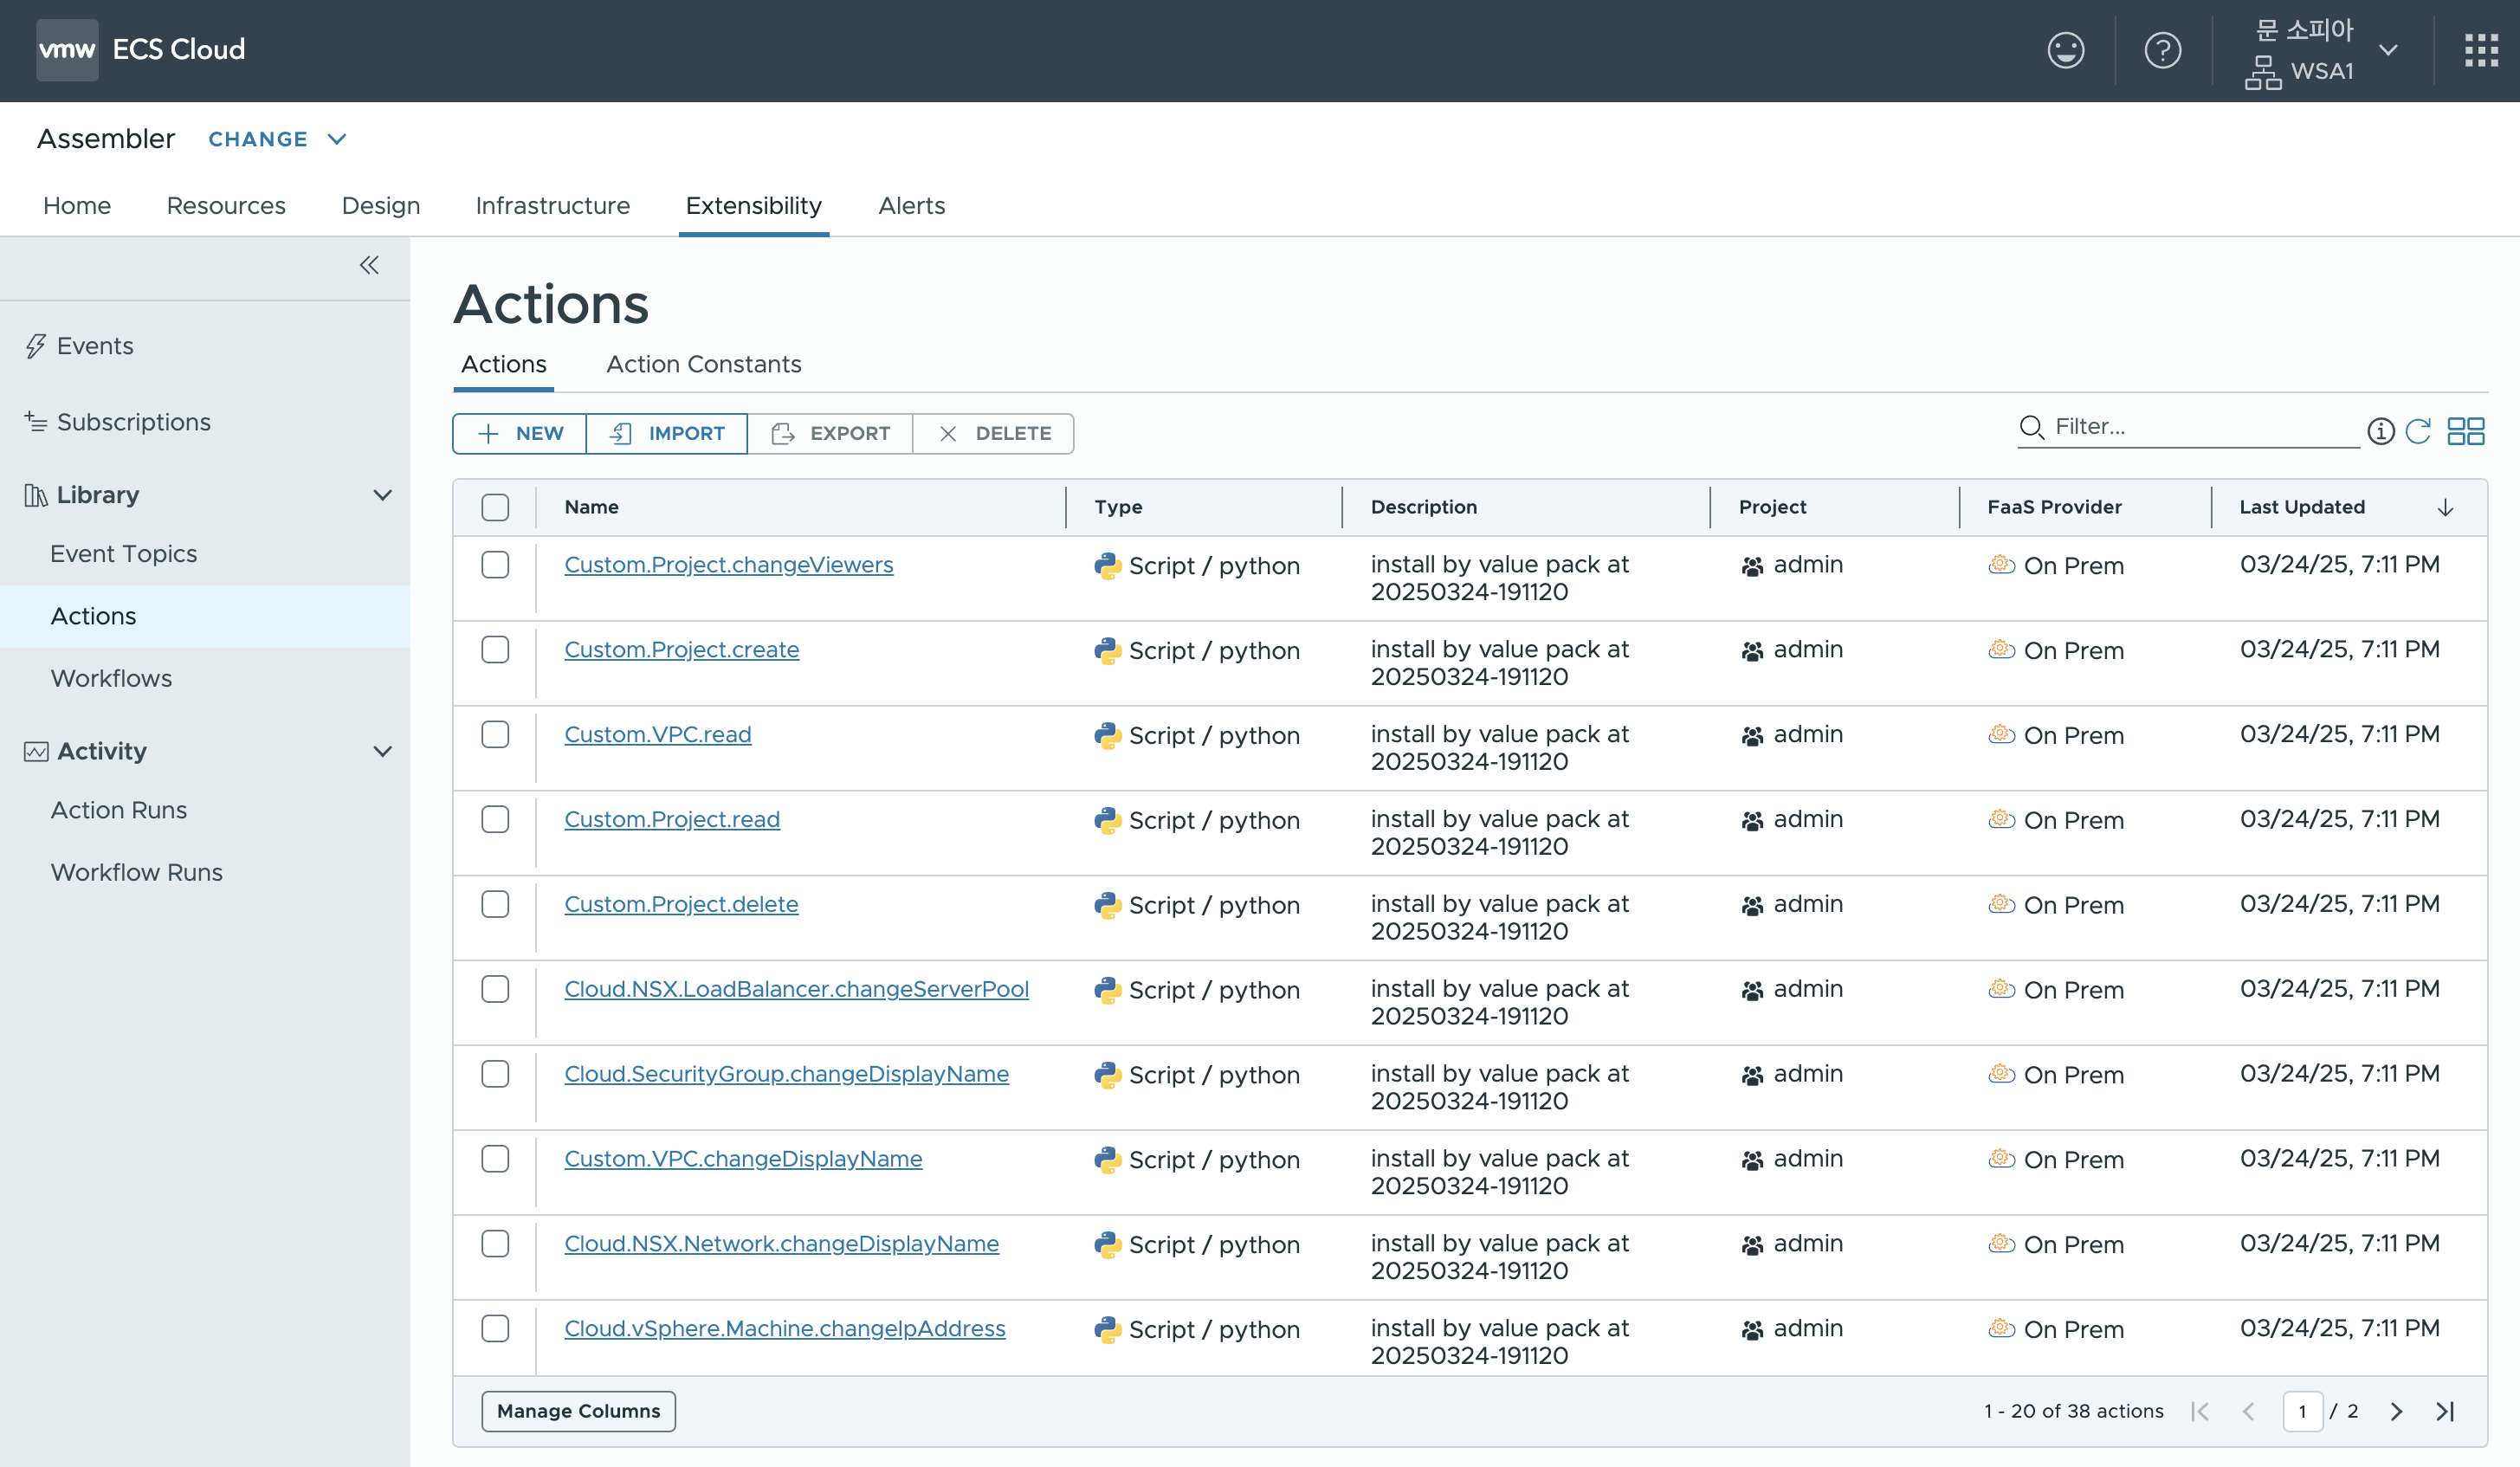 vmw ECS Cloud
문 소피아
WSA1
Assembler CHANGE
Home Resources Design Infrastructure Extensibility Alerts
Events
Subscriptions
Library
Event Topics
Actions
Workflows
Activity
Action Runs
Workflow Runs
Actions
Actions Action Constants
NEW IMPORT EXPORT DELETE Filter...
Name Type Description Project FaaS Provider Last Updated
Custom.Project.changeViewers Script / python install by value pack at admin On Prem 03/24/25, 7:11 PM
20250324-191120
Custom.Project.create Script / python install by value pack at admin On Prem 03/24/25, 7:11 PM
20250324-191120
Custom.VPC.read Script / python install by value pack at admin On Prem 03/24/25, 7:11 PM
20250324-191120
Custom.Project.read Script / python install by value pack at admin On Prem 03/24/25, 7:11 PM
20250324-191120
Custom.Project.delete Script / python install by value pack at admin On Prem 03/24/25, 7:11 PM
20250324-191120
Cloud.NSX.LoadBalancer.changeServerPool Script / python install by value pack at admin On Prem 03/24/25, 7:11 PM
20250324-191120
Cloud.SecurityGroup.changeDisplayName Script / python install by value pack at admin On Prem 03/24/25, 7:11 PM
20250324-191120
Custom.VPC.changeDisplayName Script / python install by value pack at admin On Prem 03/24/25, 7:11 PM
20250324-191120
Cloud.NSX.Network.changeDisplayName Script / python install by value pack at admin On Prem 03/24/25, 7:11 PM
20250324-191120
Cloud.vSphere.Machine.changeIpAddress Script / python install by value pack at admin On Prem 03/24/25, 7:11 PM
20250324-191120
Manage Columns 1 - 20 of 38 actions 1 / 2